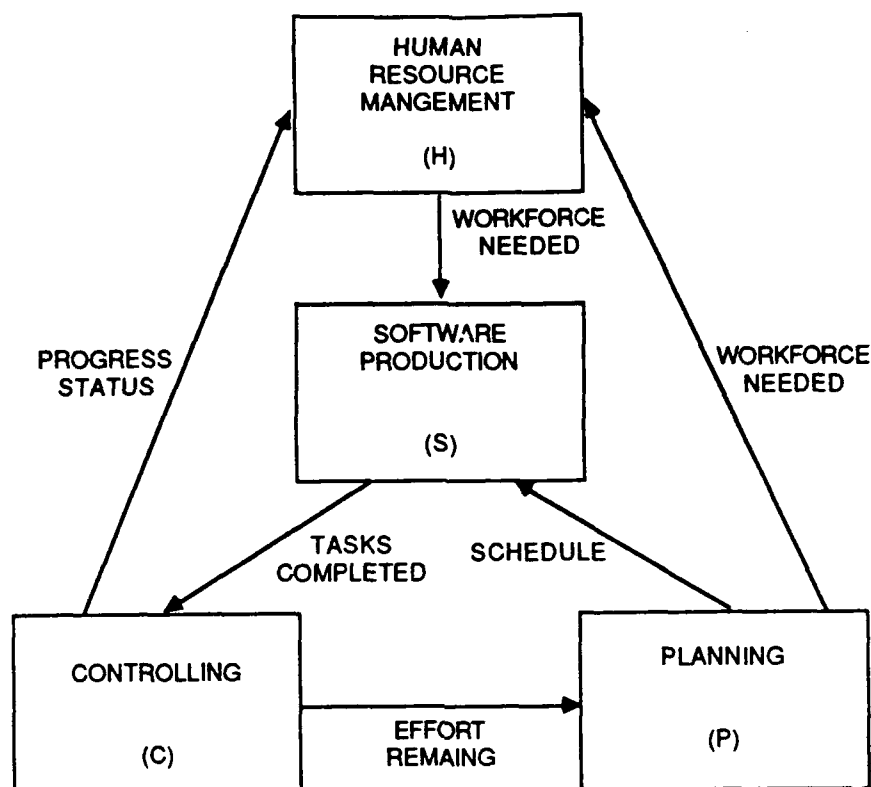 HUMAN
RESOURCE
MANGEMENT
(H)
WORKFORCE
NEEDED
SOFTWARE
PRODUCTION
(S)
PROGRESS
STATUS
WORKFORCE
NEEDED
TASKS
COMPLETED
SCHEDULE
CONTROLLING
(C)
EFFORT
REMAING
PLANNING
(P)